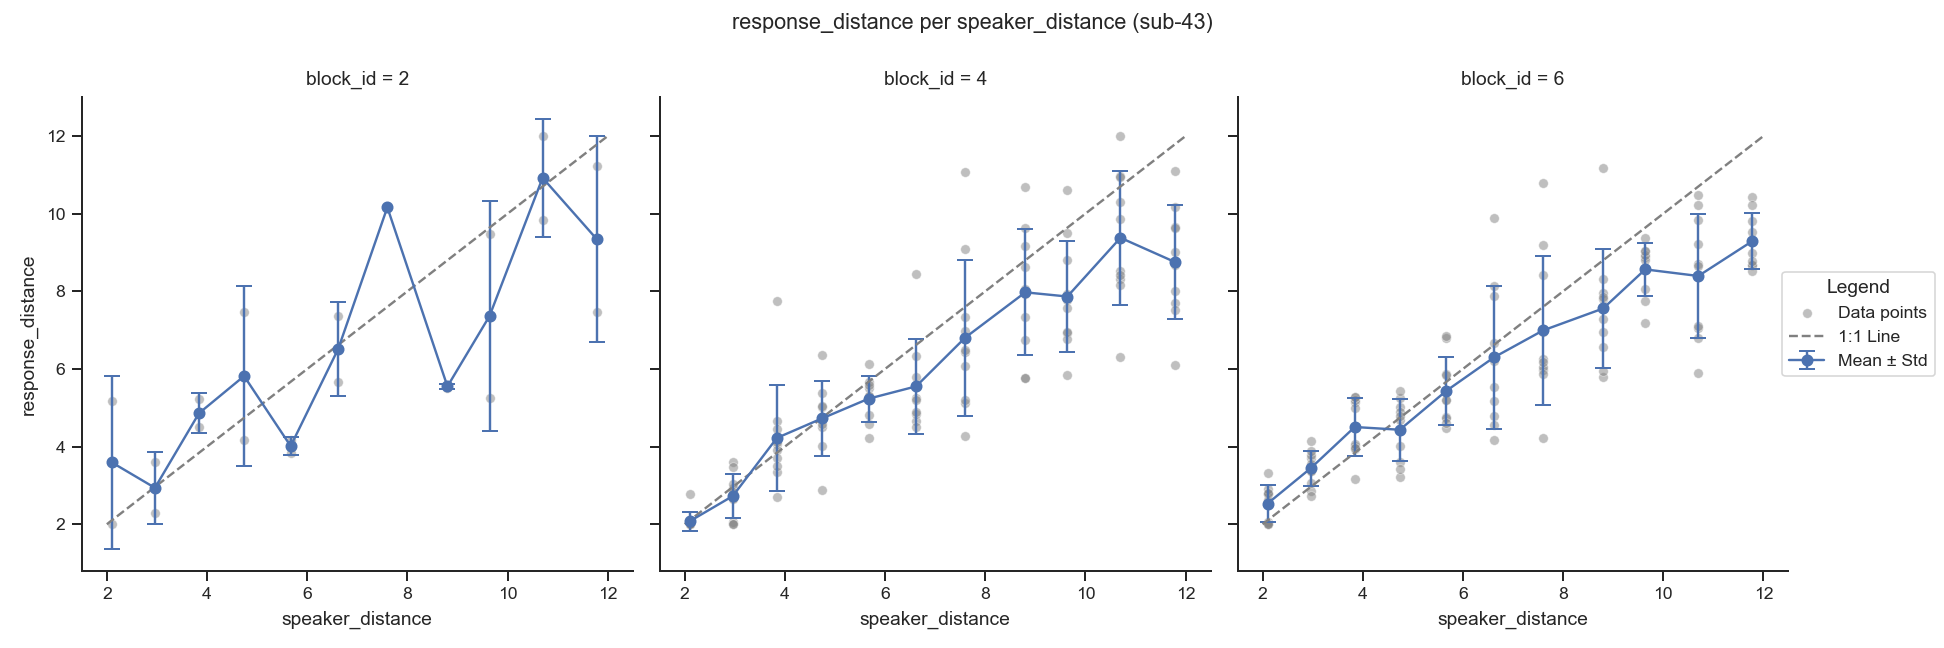 response_distance per speaker_distance (sub-43)
block_id = 2
block_id = 4
block_id = 6
response_distance
12
10
8
6
4
2
2 4 6 8 10 12
2 4 6 8 10 12
2 4 6 8 10 12
speaker_distance
speaker_distance
speaker_distance
Legend
Data points
1:1 Line
Mean ± Std